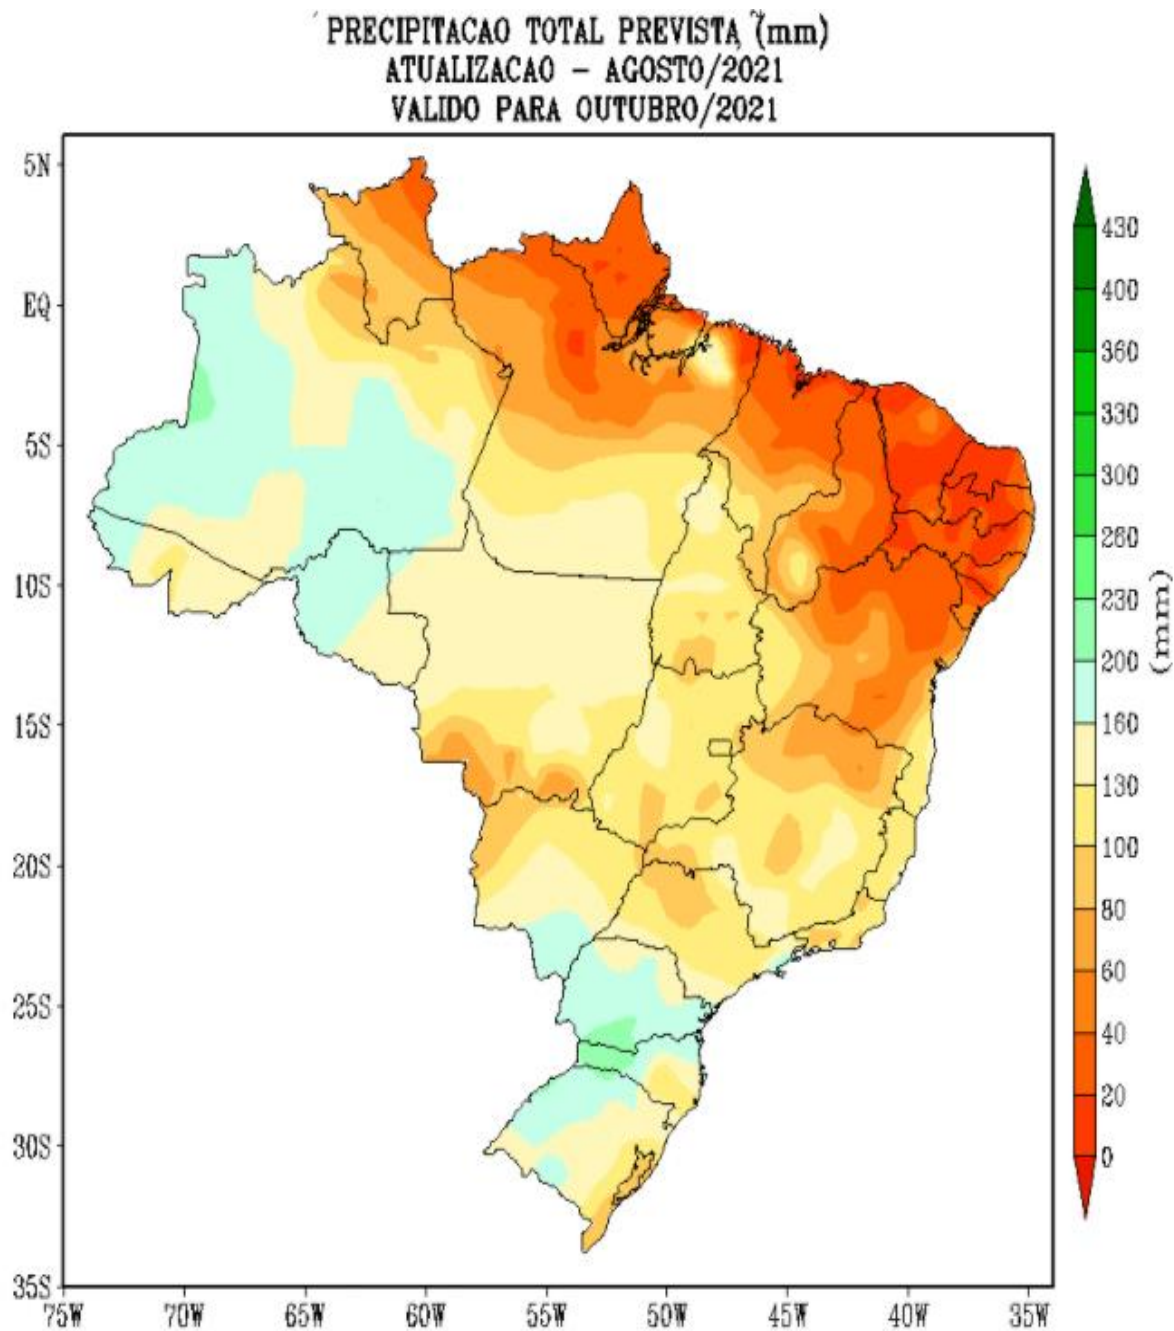 PRECIPITACAO TOTAL PREVISTA (mm)
ATUALIZACAO - AGOSTO/2021
VALIDO PARA OUTUBRO/2021
5N
EQ
5S
10S
15S
20S
25S
30S
35S
75W 70W 65W 60W 55W 50W 45W 40W 35W
430
400
360
330
300
260
230
200
160
130
100
80
60
40
20
0
(mm)